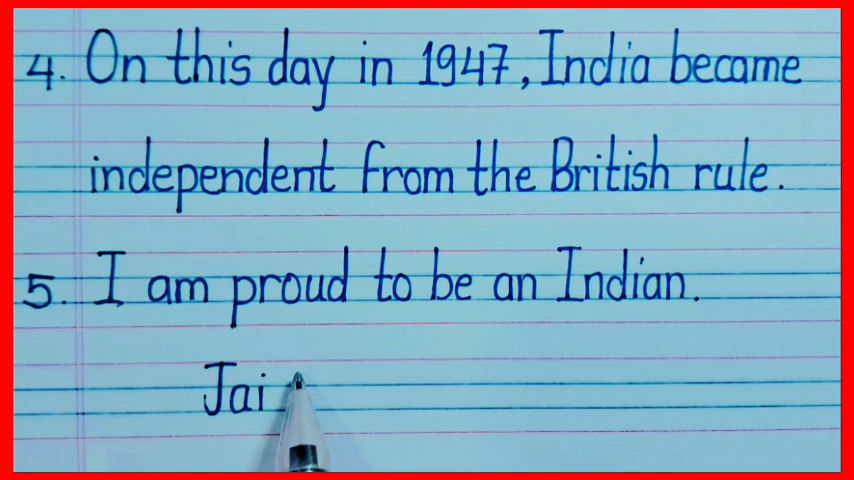 4. On this day in 1947, India became
independent from the British rule.
5. I am proud to be an Indian.
Jai